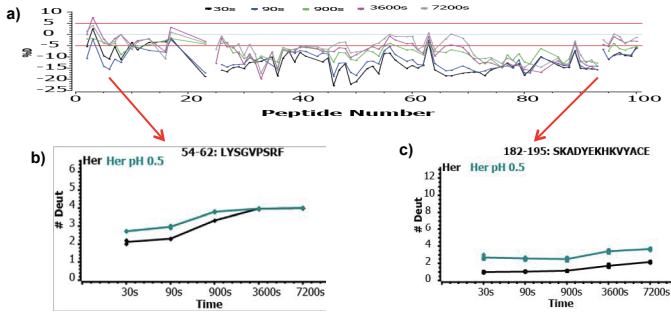 a)
30s 90s 900s 3600s 7200s
10
5
0
-5
-10
-15
-20
-25
%D
0 20 40 60 80 100
Peptide Number
b)
54-62: LYSGVPSRF
Her Her pH 0.5
6
4
2
0
# Deut
30s 90s 900s 3600s 7200s
Time
c)
182-195: SKADYEKHKVYACE
Her Her pH 0.5
12
10
8
6
4
2
0
# Deut
30s 90s 900s 3600s 7200s
Time